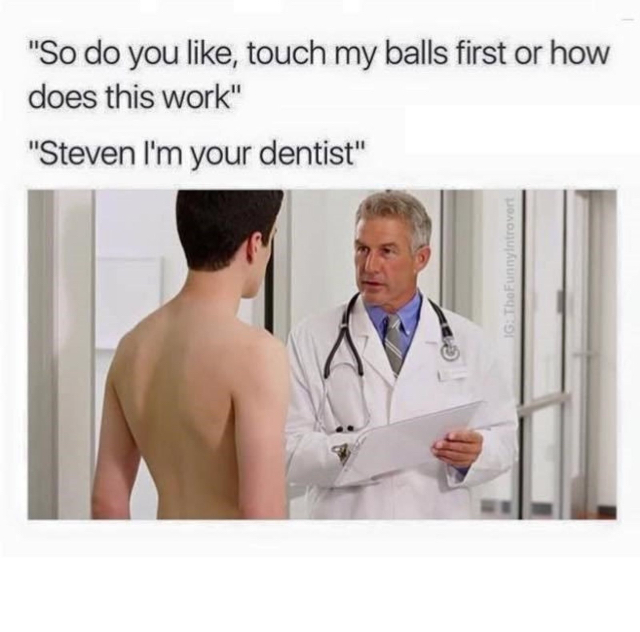 "So do you like, touch my balls first or how
does this work"
"Steven I'm your dentist"
IG: TheFunnyIntrovert